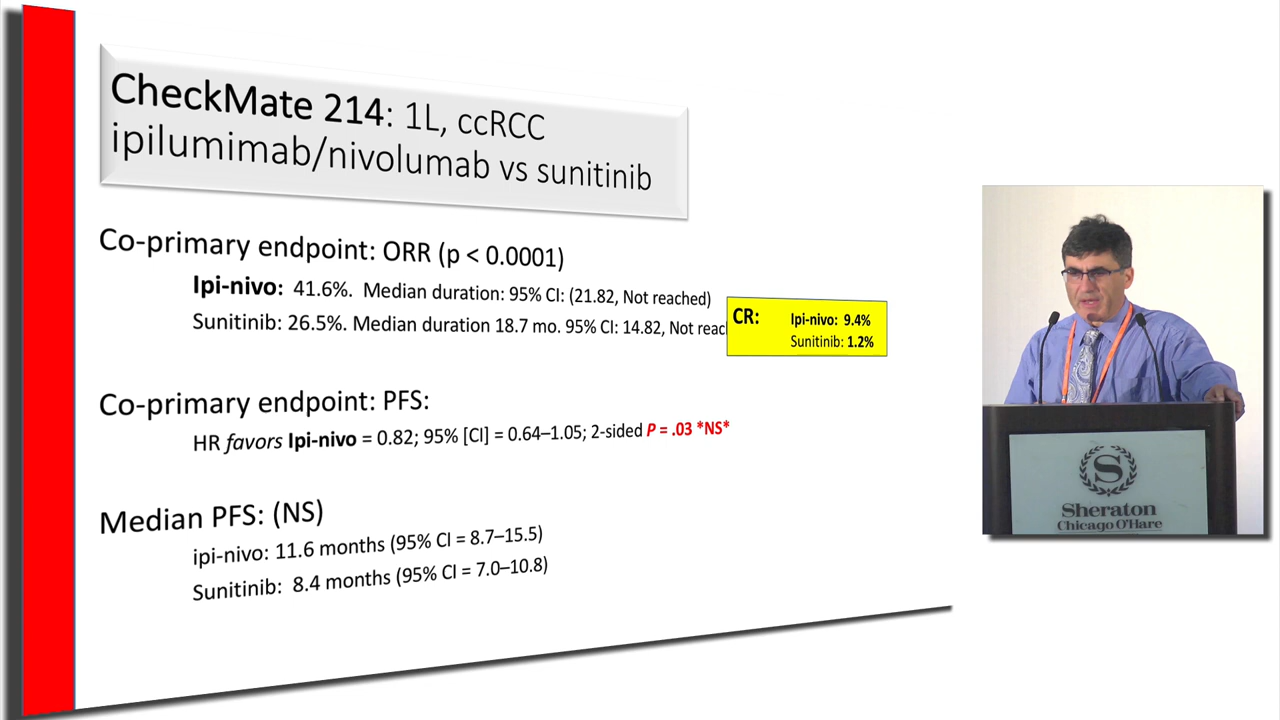 CheckMate 214: 1L, ccRCC
ipilumimab/nivolumab vs sunitinib
Co-primary endpoint: ORR (p < 0.0001)
Ipi-nivo: 41.6%. Median duration: 95% CI: (21.82, Not reached)
Sunitinib: 26.5%. Median duration 18.7 mo. 95% CI: 14.82, Not reac
CR: Ipi-nivo: 9.4%
Sunitinib: 1.2%
Co-primary endpoint: PFS:
HR favors Ipi-nivo = 0.82; 95% [CI] = 0.64–1.05; 2-sided P = .03 *NS*
Median PFS: (NS)
ipi-nivo: 11.6 months (95% CI = 8.7–15.5)
Sunitinib: 8.4 months (95% CI = 7.0–10.8)
S
Sheraton
Chicago O'Hare